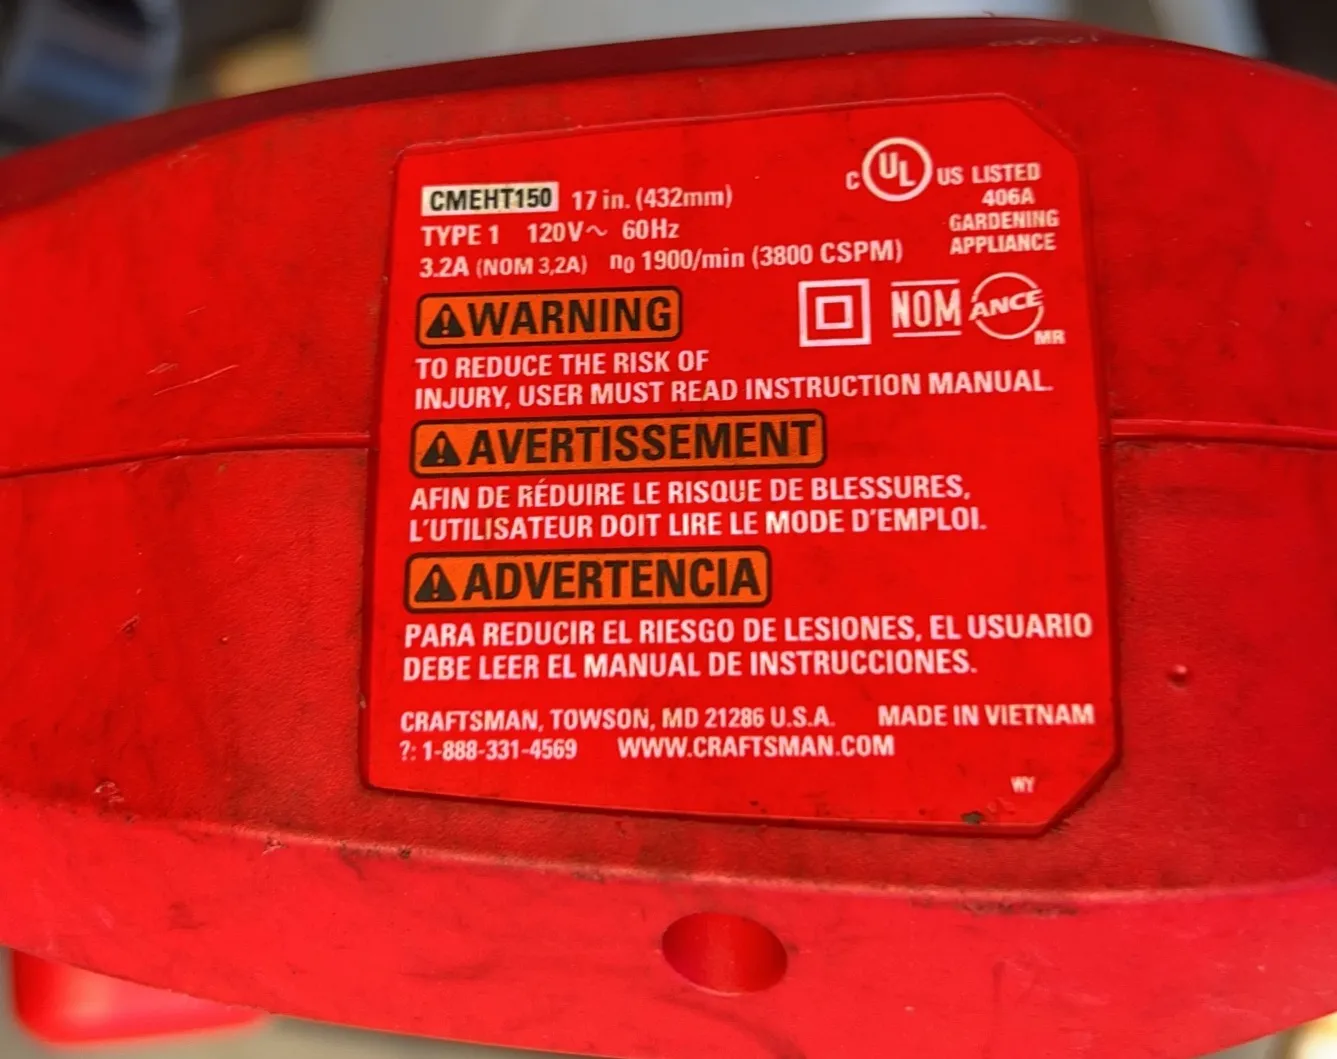 CMEHT150 17 in. (432mm)
TYPE 1 120V~ 60Hz
3.2A (NOM 3,2A) n0 1900/min (3800 CSPM)
C UL US LISTED
406A
GARDENING
APPLIANCE
WARNING
NOM ANCE MR
TO REDUCE THE RISK OF
INJURY, USER MUST READ INSTRUCTION MANUAL.
AVERTISSEMENT
AFIN DE RÉDUIRE LE RISQUE DE BLESSURES,
L'UTILISATEUR DOIT LIRE LE MODE D'EMPLOI.
ADVERTENCIA
PARA REDUCIR EL RIESGO DE LESIONES, EL USUARIO
DEBE LEER EL MANUAL DE INSTRUCCIONES.
CRAFTSMAN, TOWSON, MD 21286 U.S.A. MADE IN VIETNAM
?: 1-888-331-4569 WWW.CRAFTSMAN.COM
WY